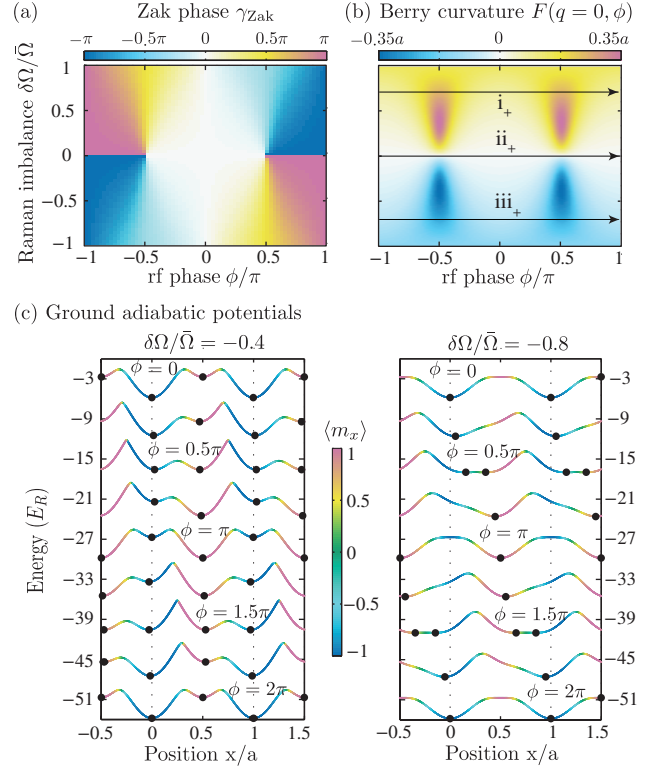 (a) Zak phase γ_Zak
−π −0.5π 0 0.5π π
Raman imbalance δΩ/Ω̄
1
0.5
0
−0.5
−1
−1 −0.5 0 0.5 1
rf phase ϕ/π
(b) Berry curvature F(q = 0, ϕ)
−0.35a 0 0.35a
i₊
ii₊
iii₊
−1 −0.5 0 0.5 1
rf phase ϕ/π
(c) Ground adiabatic potentials
δΩ/Ω̄ = −0.4
Energy (E_R)
−3
−9
−15
−21
−27
−33
−39
−45
−51
ϕ = 0
ϕ = 0.5π
ϕ = π
ϕ = 1.5π
ϕ = 2π
−0.5 0 0.5 1 1.5
Position x/a
⟨m_x⟩
1
0.5
0
−0.5
−1
δΩ/Ω̄ = −0.8
ϕ = 0
ϕ = 0.5π
ϕ = π
ϕ = 1.5π
ϕ = 2π
−3
−9
−15
−21
−27
−33
−39
−45
−51
−0.5 0 0.5 1 1.5
Position x/a